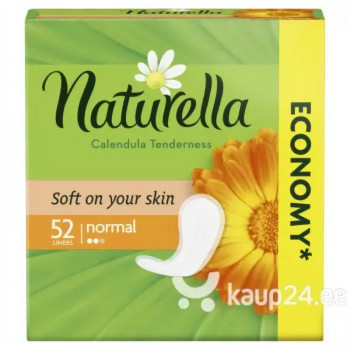 Naturella
Calendula Tenderness
Soft on your skin
52 normal
LINERS
ECONOMY*
kaup24.ee